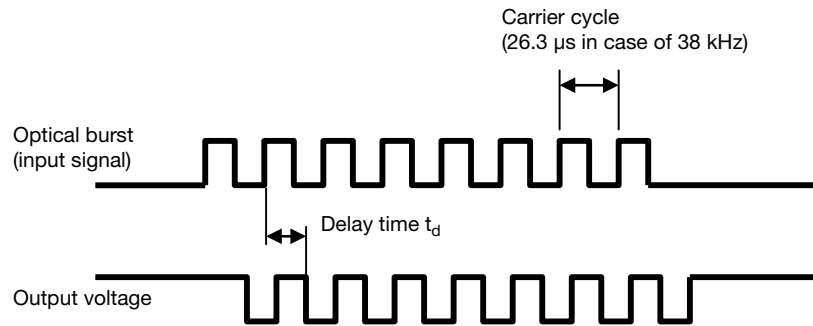 Carrier cycle
(26.3 µs in case of 38 kHz)
Optical burst
(input signal)
Delay time td
Output voltage